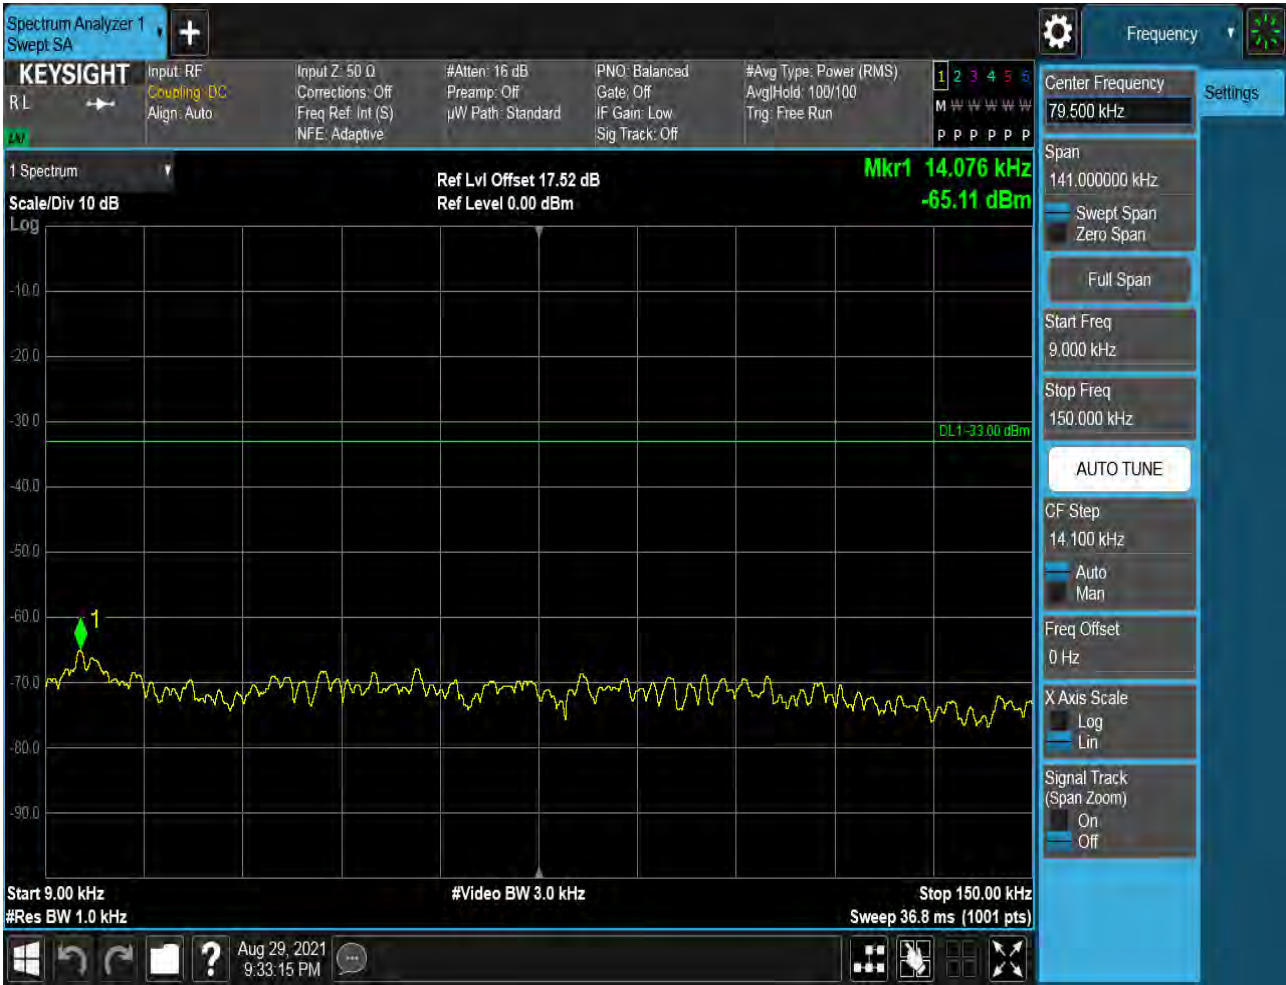 Spectrum Analyzer 1
Swept SA
Frequency
KEYSIGHT
R L
LXI
Input: RF
Coupling: DC
Align: Auto
Input Z: 50 Ω
Corrections: Off
Freq Ref: Int (S)
NFE: Adaptive
#Atten: 16 dB
Preamp: Off
µW Path: Standard
PNO: Balanced
Gate: Off
IF Gain: Low
Sig Track: Off
#Avg Type: Power (RMS)
Avg|Hold: 100/100
Trig: Free Run
1 2 3 4 5 6
M W W W W W
P P P P P P
1 Spectrum
Scale/Div 10 dB
Log
Ref Lvl Offset 17.52 dB
Ref Level 0.00 dBm
Mkr1 14.076 kHz
-65.11 dBm
-10.0
-20.0
-30.0
DL1 -33.00 dBm
-40.0
-50.0
-60.0
1
-70.0
-80.0
-90.0
Start 9.00 kHz
#Res BW 1.0 kHz
#Video BW 3.0 kHz
Stop 150.00 kHz
Sweep 36.8 ms (1001 pts)
Aug 29, 2021
9:33:15 PM
Center Frequency
79.500 kHz
Span
141.000000 kHz
Swept Span
Zero Span
Full Span
Start Freq
9.000 kHz
Stop Freq
150.000 kHz
AUTO TUNE
CF Step
14.100 kHz
Auto
Man
Freq Offset
0 Hz
X Axis Scale
Log
Lin
Signal Track
(Span Zoom)
On
Off
Settings